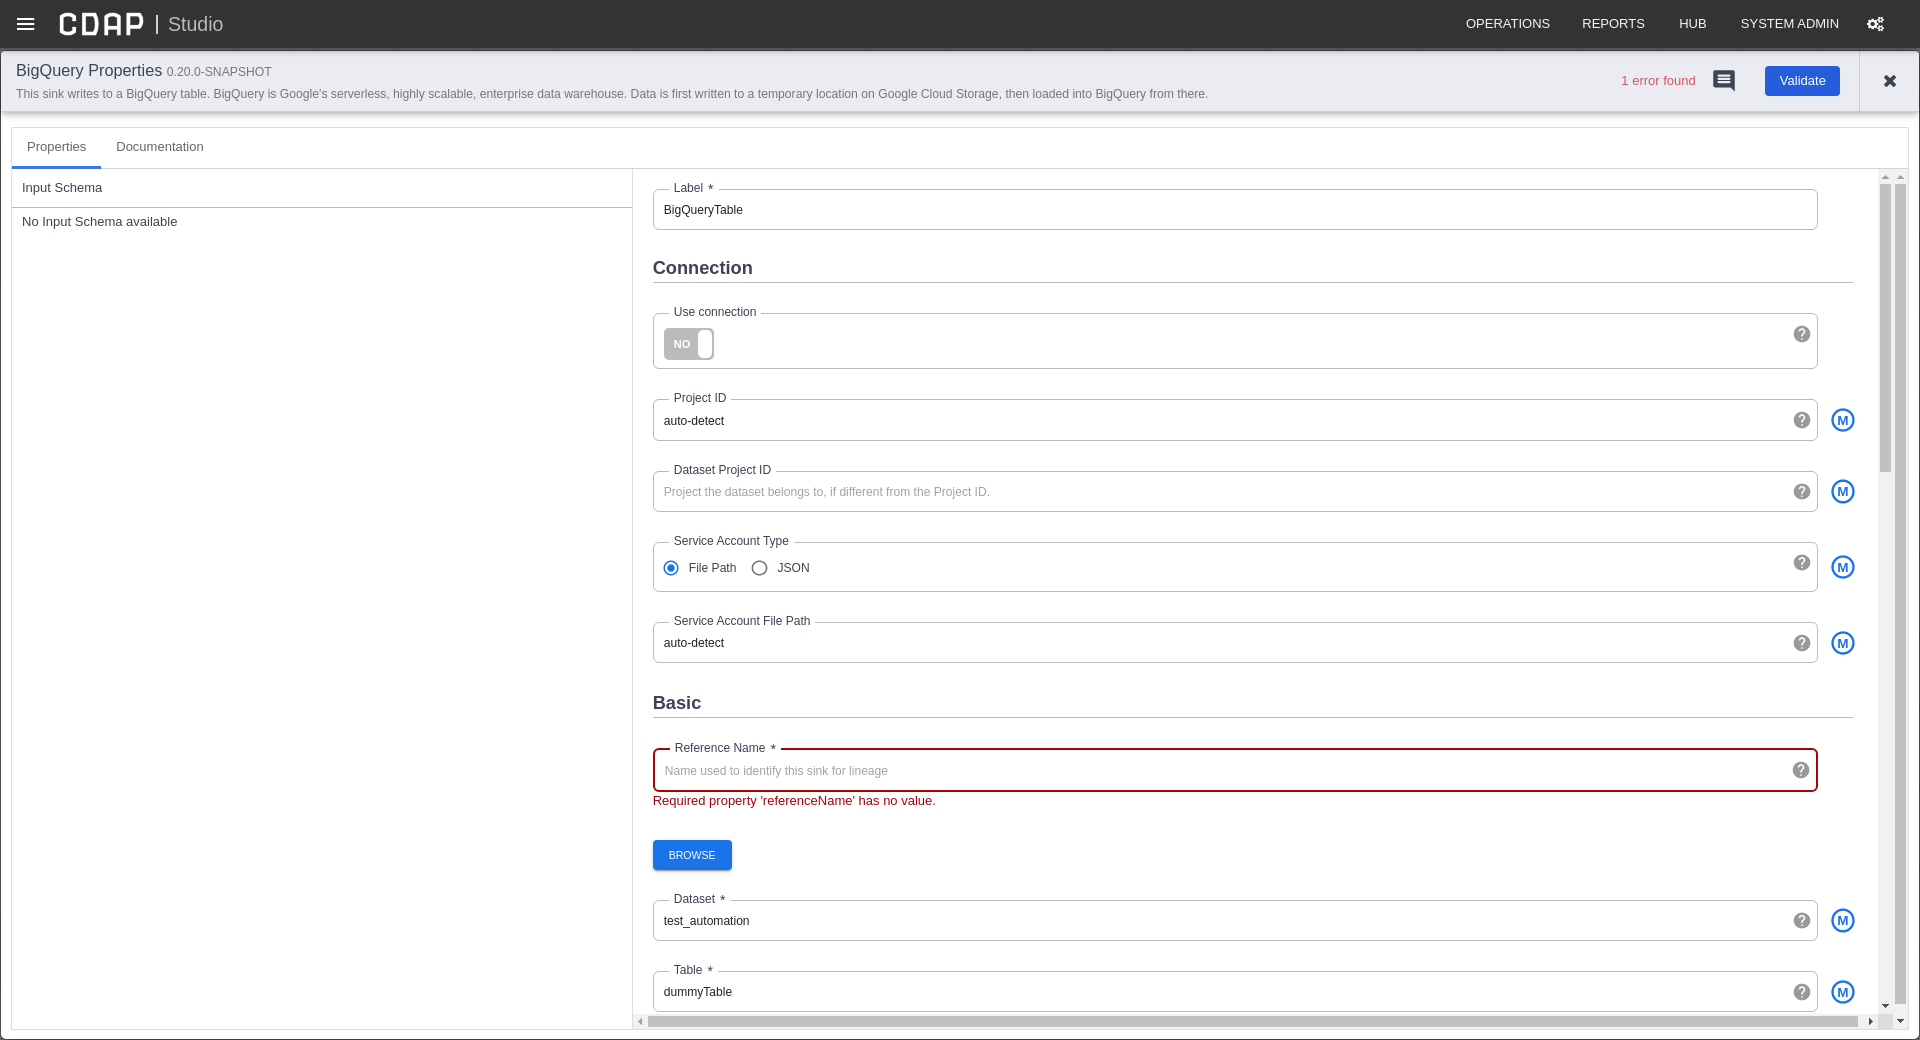 CDAP | Studio
OPERATIONS REPORTS HUB SYSTEM ADMIN
BigQuery Properties 0.20.0-SNAPSHOT
This sink writes to a BigQuery table. BigQuery is Google's serverless, highly scalable, enterprise data warehouse. Data is first written to a temporary location on Google Cloud Storage, then loaded into BigQuery from there.
1 error found
Validate
Properties Documentation
Input Schema
No Input Schema available
Label *
BigQueryTable
Connection
Use connection
NO
Project ID
auto-detect
M
Dataset Project ID
Project the dataset belongs to, if different from the Project ID.
M
Service Account Type
File Path JSON
M
Service Account File Path
auto-detect
M
Basic
Reference Name *
Name used to identify this sink for lineage
Required property 'referenceName' has no value.
BROWSE
Dataset *
test_automation
M
Table *
dummyTable
M